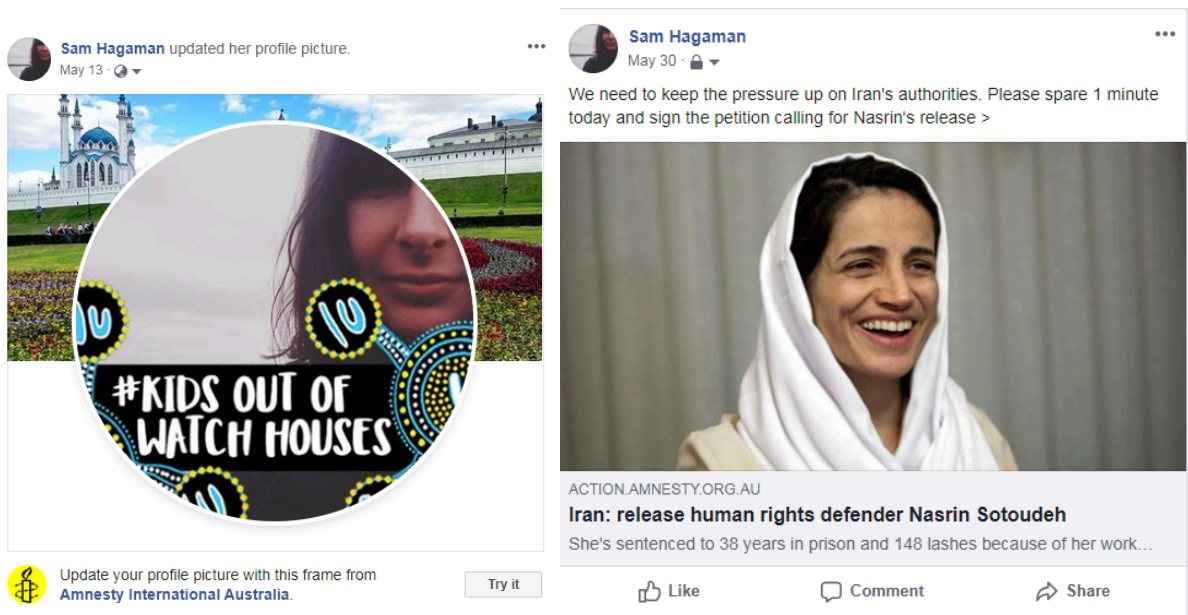 Sam Hagaman updated her profile picture.
May 13
#KIDS OUT OF
WATCH HOUSES
Update your profile picture with this frame from
Amnesty International Australia.
Try it
Sam Hagaman
May 30
We need to keep the pressure up on Iran's authorities. Please spare 1 minute
today and sign the petition calling for Nasrin's release >
ACTION.AMNESTY.ORG.AU
Iran: release human rights defender Nasrin Sotoudeh
She's sentenced to 38 years in prison and 148 lashes because of her work...
Like
Comment
Share